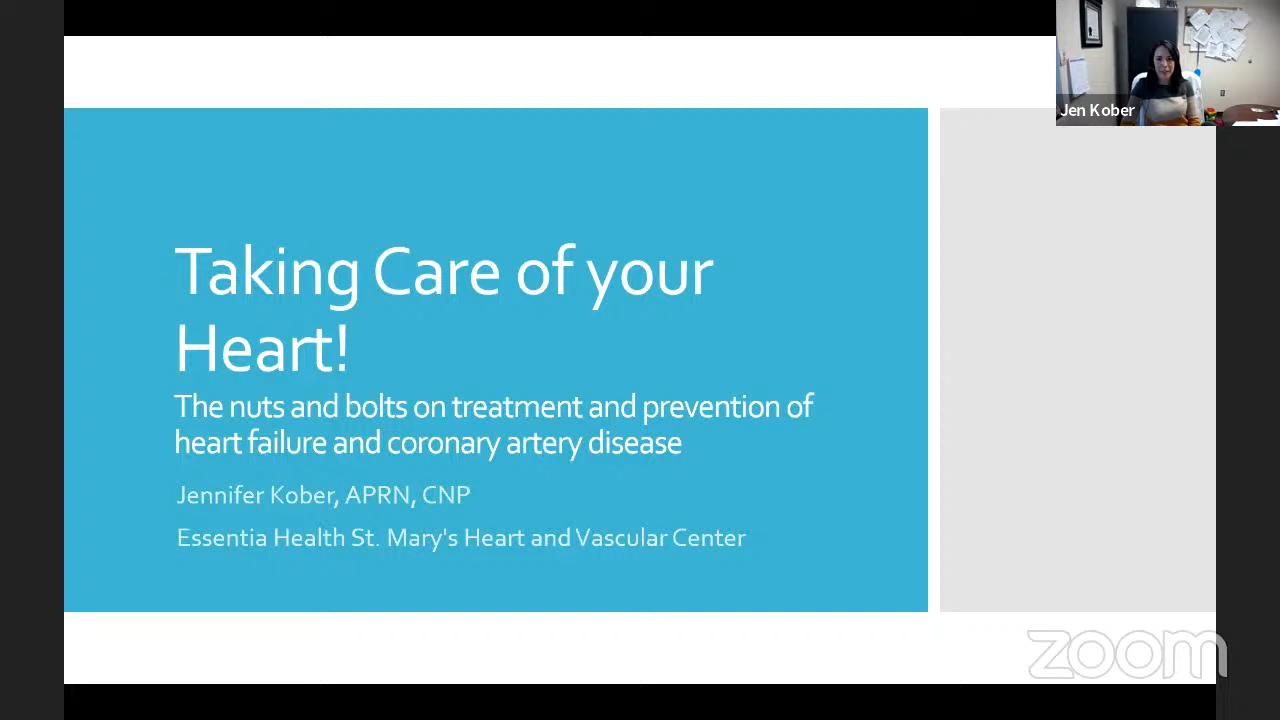 Jen Kober
Taking Care of your
Heart!
The nuts and bolts on treatment and prevention of
heart failure and coronary artery disease
Jennifer Kober, APRN, CNP
Essentia Health St. Mary's Heart and Vascular Center
zoom